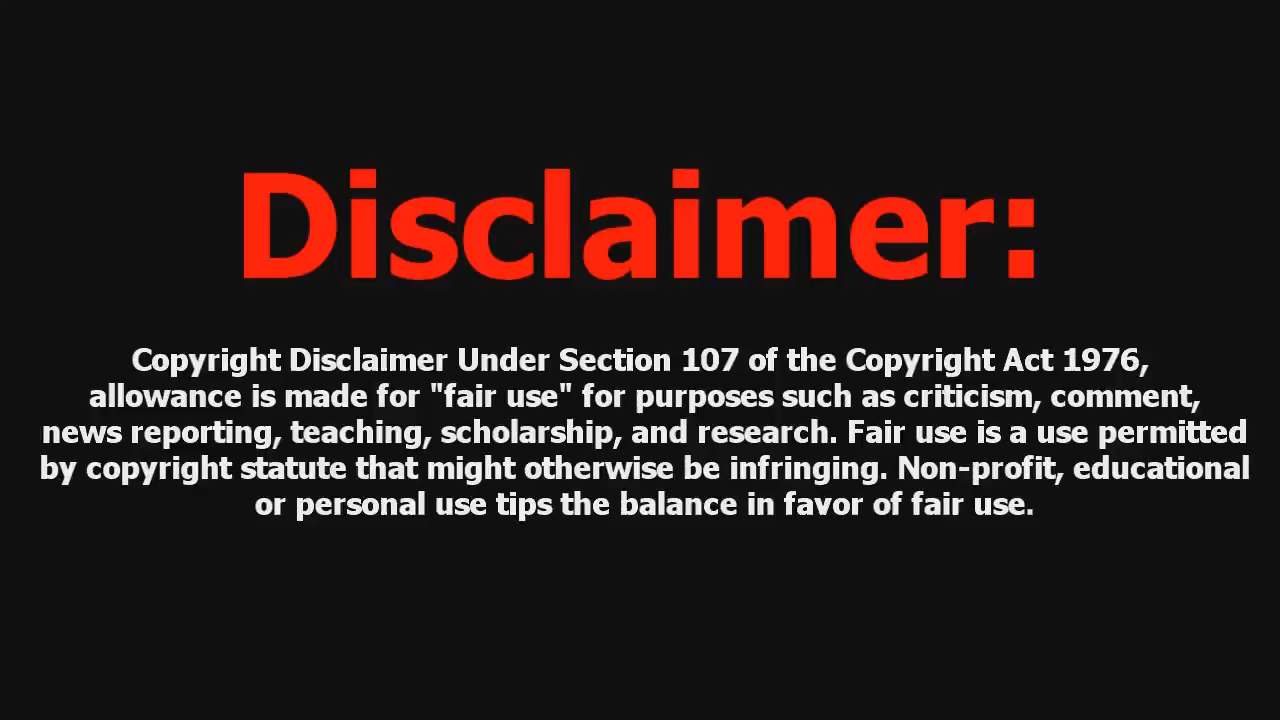 Disclaimer:
Copyright Disclaimer Under Section 107 of the Copyright Act 1976,
allowance is made for "fair use" for purposes such as criticism, comment,
news reporting, teaching, scholarship, and research. Fair use is a use permitted
by copyright statute that might otherwise be infringing. Non-profit, educational
or personal use tips the balance in favor of fair use.